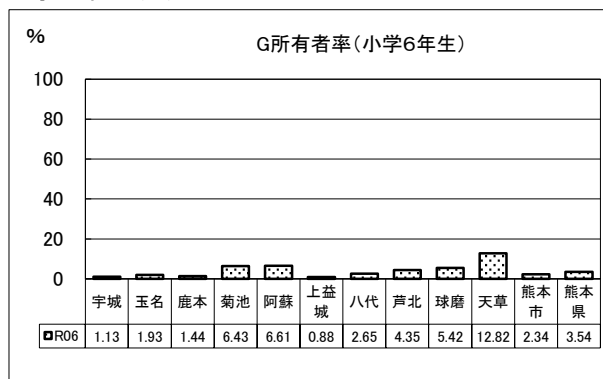 %
G所有者率(小学6年生)
100
80
60
40
20
0
宇城 玉名 鹿本 菊池 阿蘇 上益城 八代 芦北 球磨 天草 熊本市 熊本県
R06 1.13 1.93 1.44 6.43 6.61 0.88 2.65 4.35 5.42 12.82 2.34 3.54